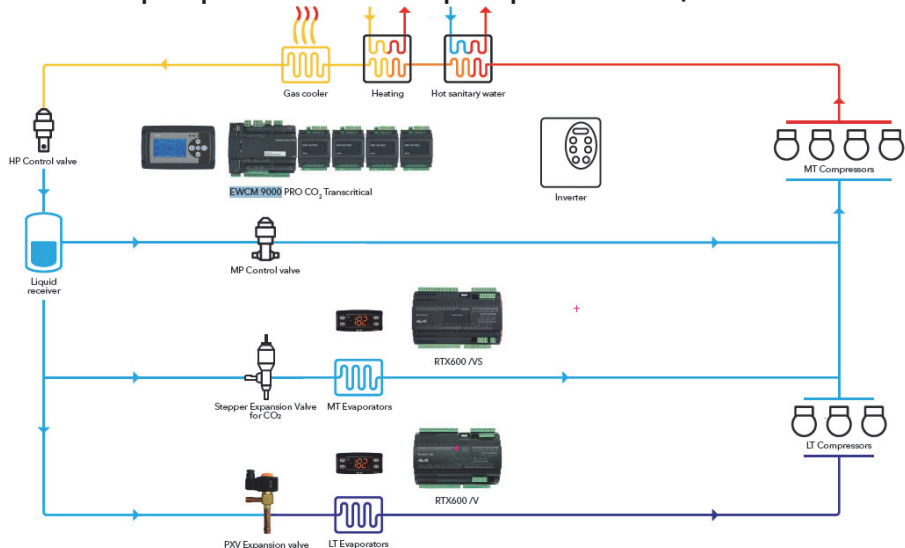 Gas cooler
Heating
Hot sanitary water
HP Control valve
EWCM 9000 PRO CO2 Transcritical
Inverter
MT Compressors
MP Control valve
Liquid
receiver
182
RTX600 /VS
Stepper Expansion Valve
for CO2
MT Evaporators
LT Compressors
182
RTX600 /V
PXV Expansion valve
LT Evaporators